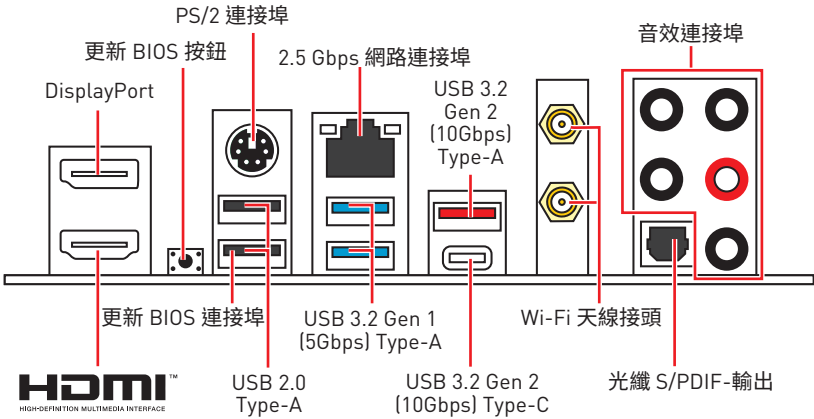 PS/2 連接埠
更新 BIOS 按鈕
音效連接埠
2.5 Gbps 網路連接埠
DisplayPort
USB 3.2
Gen 2
(10Gbps)
Type-A
更新 BIOS 連接埠
USB 3.2 Gen 1
(5Gbps) Type-A
Wi-Fi 天線接頭
HDMI™
HIGH-DEFINITION MULTIMEDIA INTERFACE
USB 2.0
Type-A
USB 3.2 Gen 2
(10Gbps) Type-C
光纖 S/PDIF-輸出